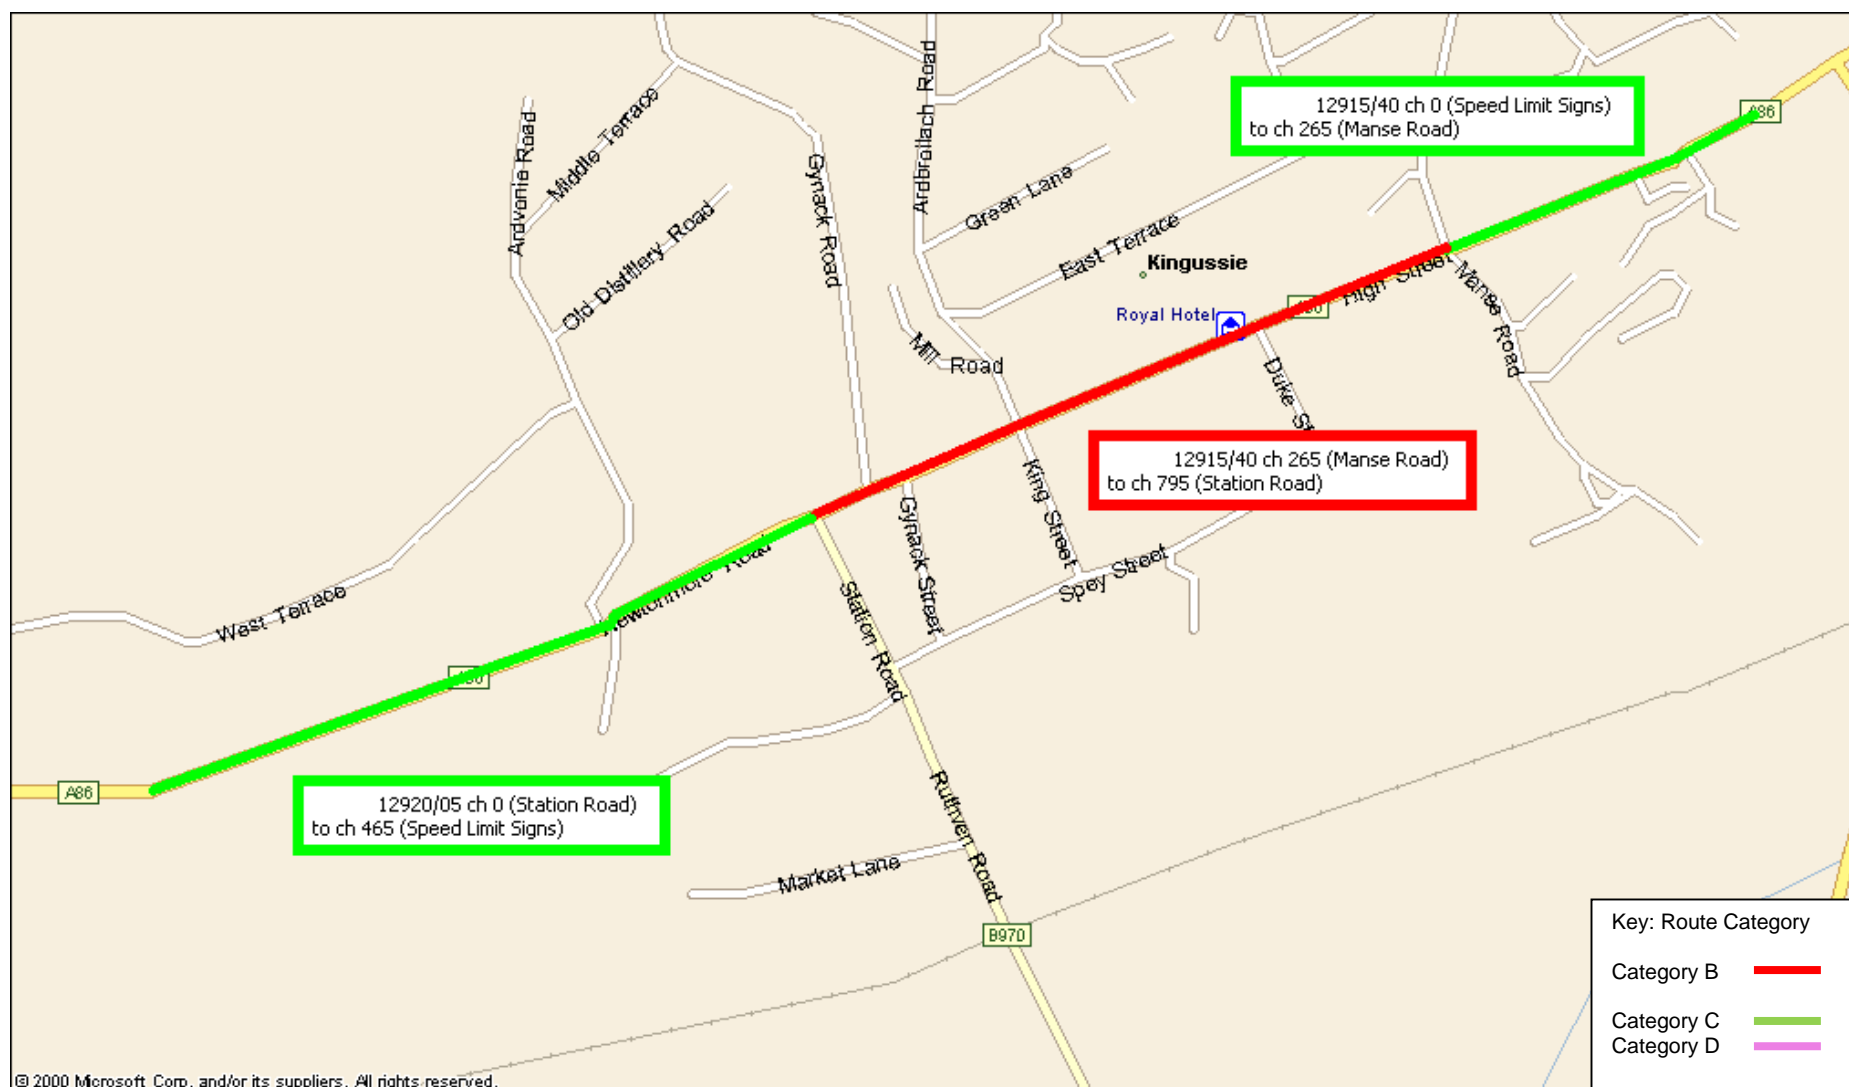 Ardvonie Road
Middle Terrace
Old Distillery Road
Gynack Road
Ardbroilach Road
Green Lane
East Terrace
Kingussie
Royal Hotel
Mill Road
12915/40 ch 0 (Speed Limit Signs)
to ch 265 (Manse Road)
A86
High Street
Manse Road
Duke St
12915/40 ch 265 (Manse Road)
to ch 795 (Station Road)
King Street
Gynack Street
Spey Street
Station Road
Newtonmore Road
West Terrace
A86
12920/05 ch 0 (Station Road)
to ch 465 (Speed Limit Signs)
Ruthven Road
Market Lane
B970
Key: Route Category
Category B
Category C
Category D
© 2000 Microsoft Corp. and/or its suppliers. All rights reserved.